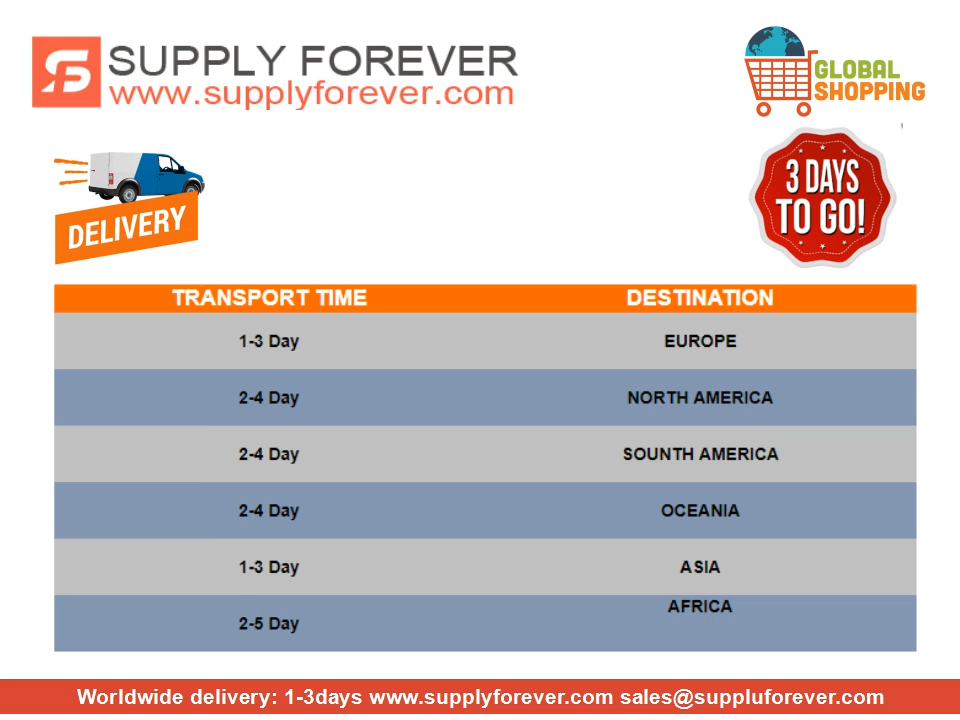 SUPPLY FOREVER
www.supplyforever.com
GLOBAL
SHOPPING
DELIVERY
3 DAYS
TO GO!
TRANSPORT TIME DESTINATION
1-3 Day EUROPE
2-4 Day NORTH AMERICA
2-4 Day SOUNTH AMERICA
2-4 Day OCEANIA
1-3 Day ASIA
2-5 Day AFRICA
Worldwide delivery: 1-3days www.supplyforever.com sales@suppluforever.com